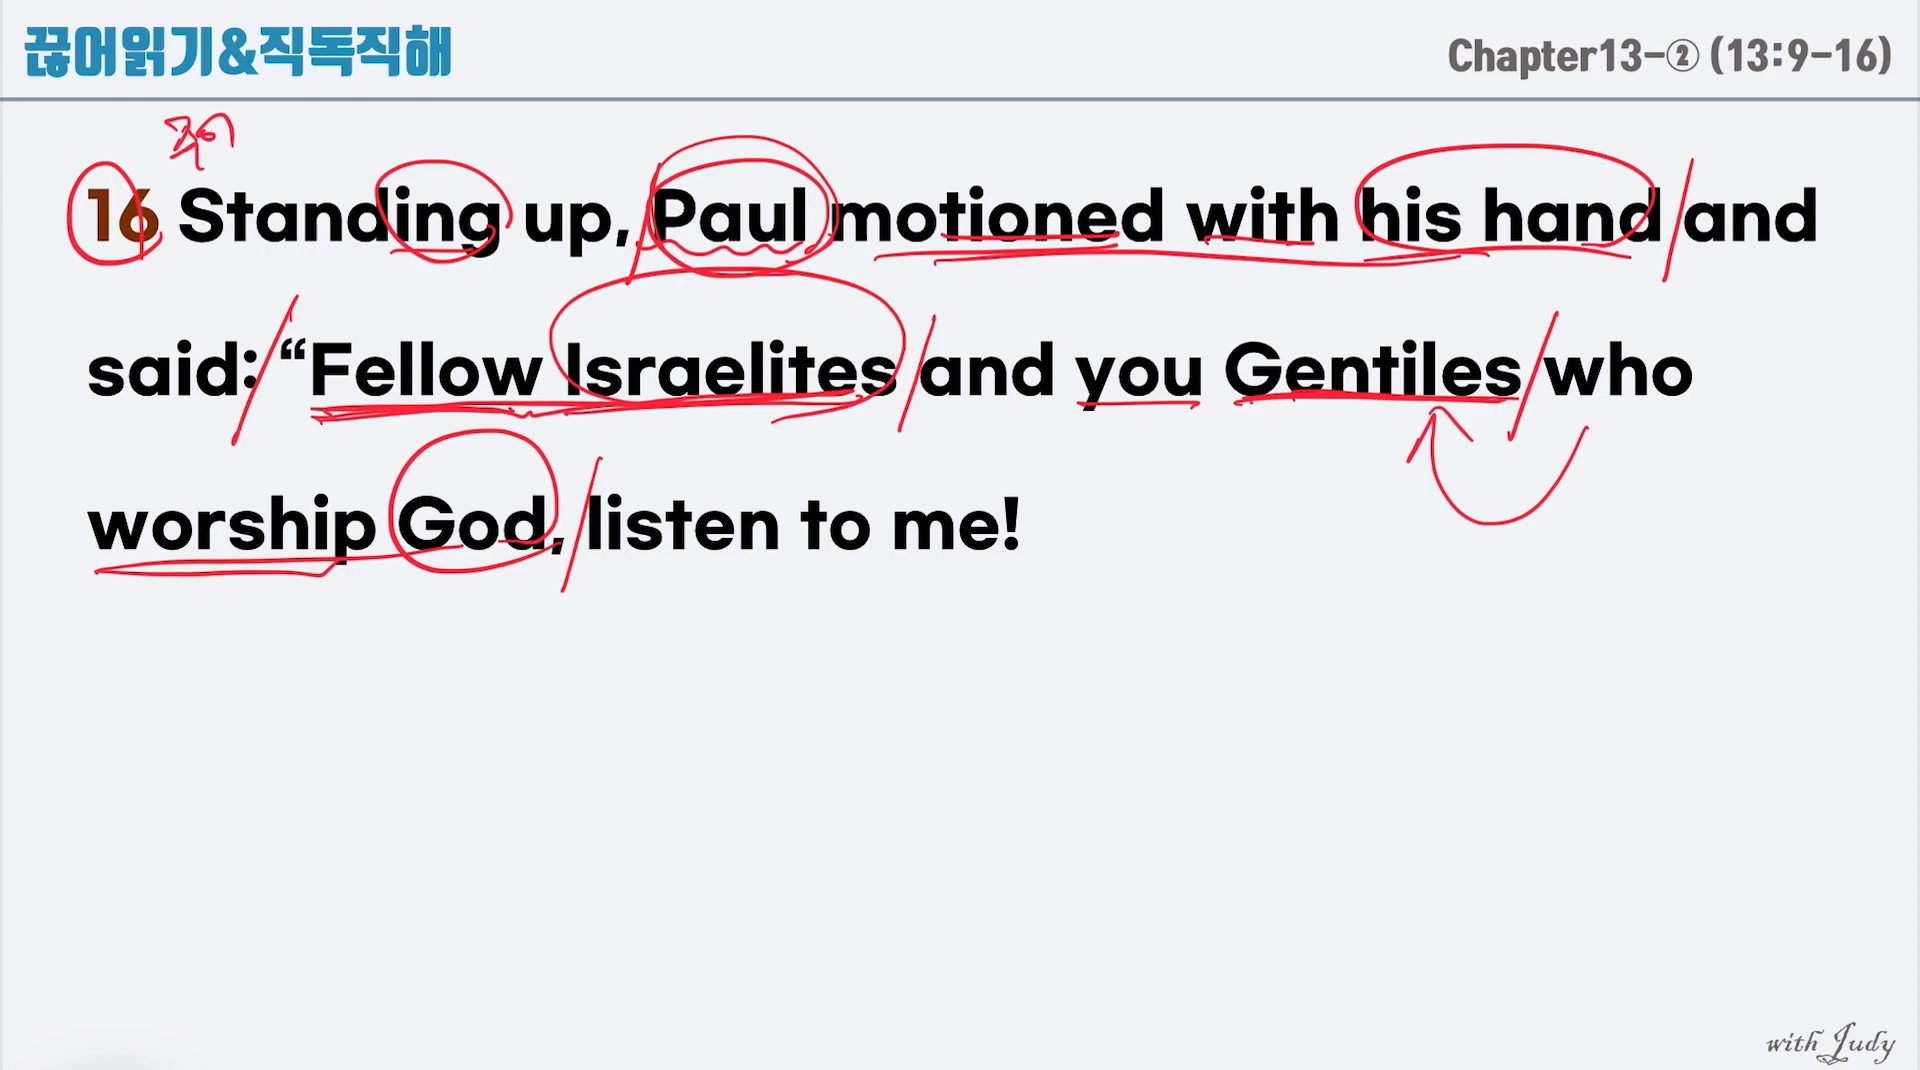 끊어읽기&직독직해
Chapter13-② (13:9-16)
16 Standing up, Paul motioned with his hand and
said: “Fellow Israelites and you Gentiles who
worship God, listen to me!
with Judy